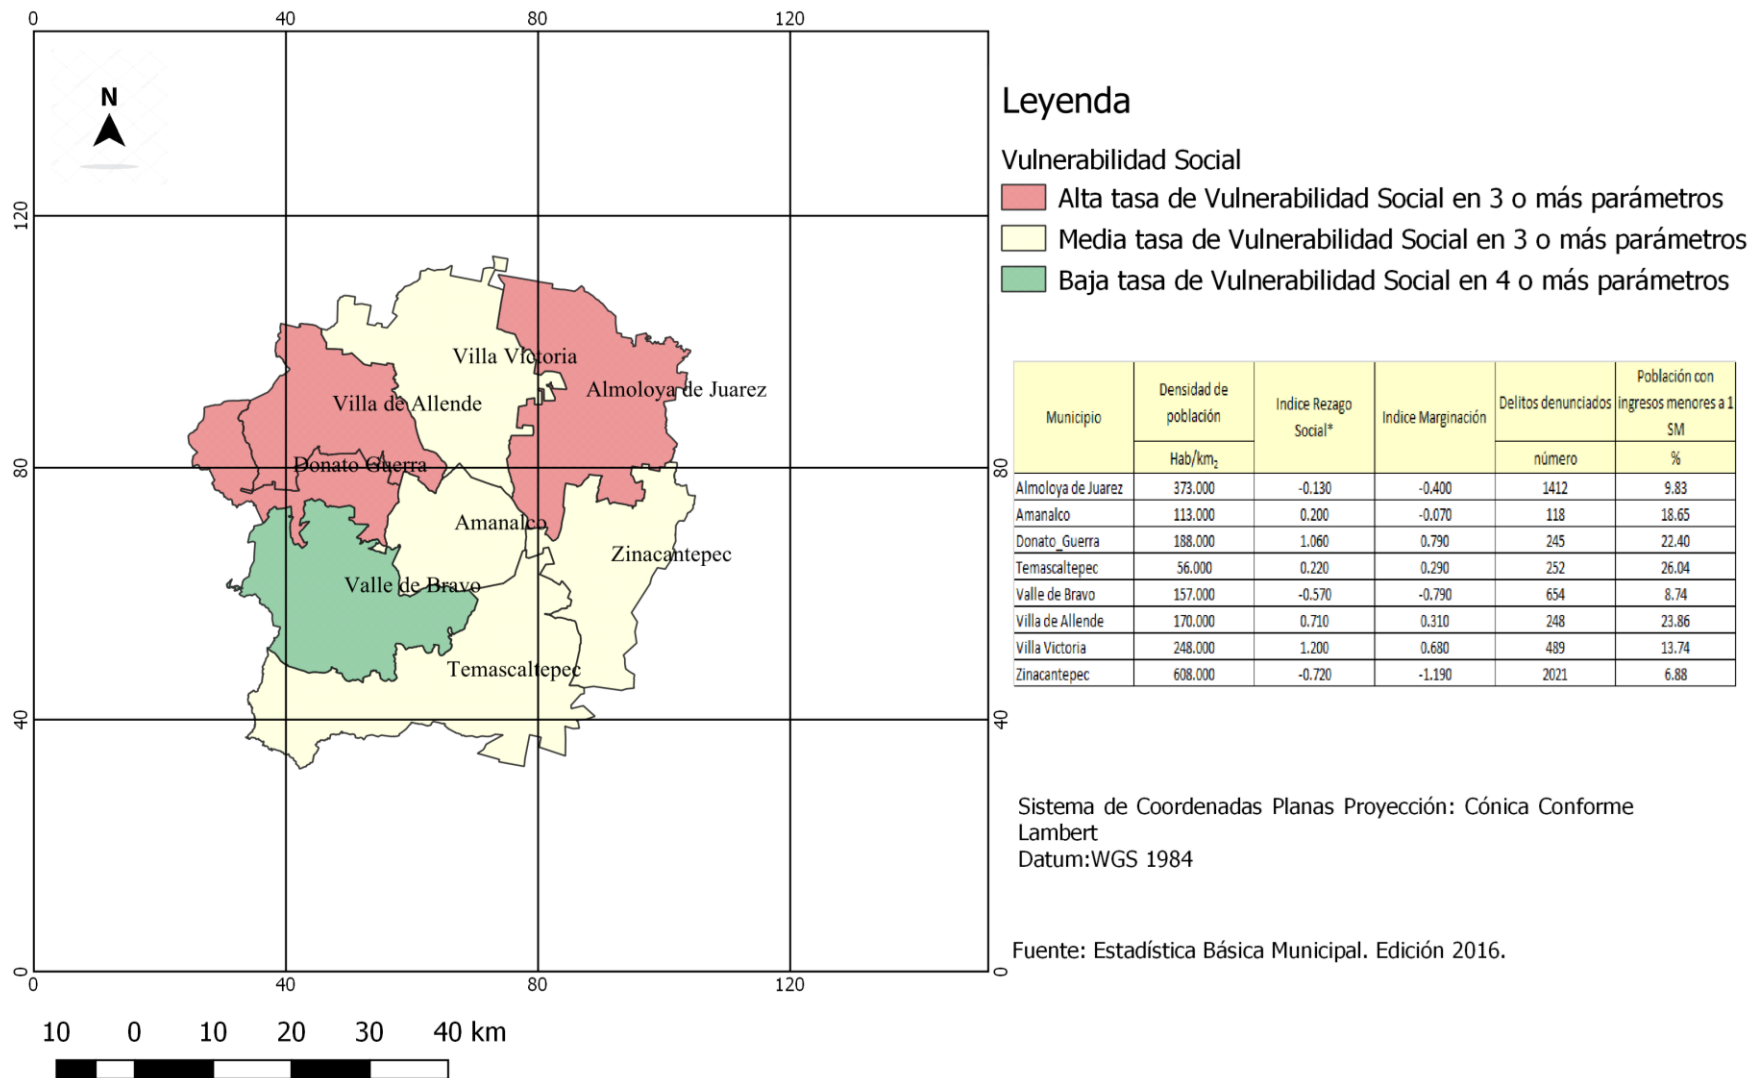 0 40 80 120
N
120
80
40
0
Villa Victoria
Almoloya de Juarez
Villa de Allende
Donato Guerra
Amanalco
Zinacantepec
Valle de Bravo
Temascaltepec
80
40
0
0 40 80 120
10 0 10 20 30 40 km
Leyenda
Vulnerabilidad Social
Alta tasa de Vulnerabilidad Social en 3 o más parámetros
Media tasa de Vulnerabilidad Social en 3 o más parámetros
Baja tasa de Vulnerabilidad Social en 4 o más parámetros
Municipio
Densidad de
población
Hab/km2
Indice Rezago
Social*
Indice Marginación
Delitos denunciados
número
Población con
ingresos menores a 1
SM
%
Almoloya de Juarez 373.000 -0.130 -0.400 1412 9.83
Amanalco 113.000 0.200 -0.070 118 18.65
Donato_Guerra 188.000 1.060 0.790 245 22.40
Temascaltepec 56.000 0.220 0.290 252 26.04
Valle de Bravo 157.000 -0.570 -0.790 654 8.74
Villa de Allende 170.000 0.710 0.310 248 23.86
Villa Victoria 248.000 1.200 0.680 489 13.74
Zinacantepec 608.000 -0.720 -1.190 2021 6.88
Sistema de Coordenadas Planas Proyección: Cónica Conforme
Lambert
Datum:WGS 1984
Fuente: Estadística Básica Municipal. Edición 2016.